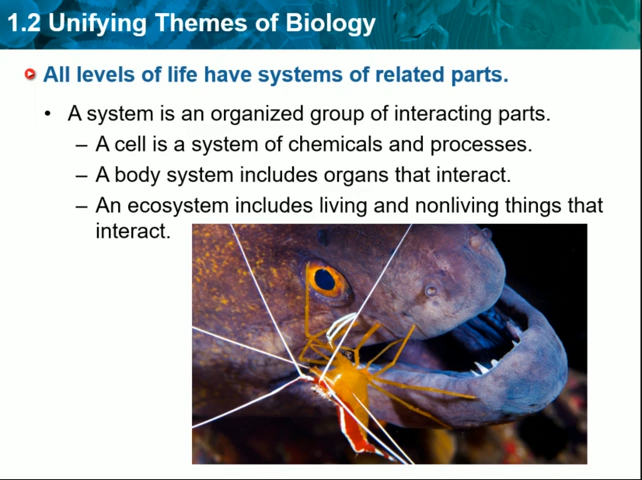 1.2 Unifying Themes of Biology
All levels of life have systems of related parts.
• A system is an organized group of interacting parts.
– A cell is a system of chemicals and processes.
– A body system includes organs that interact.
– An ecosystem includes living and nonliving things that
interact.